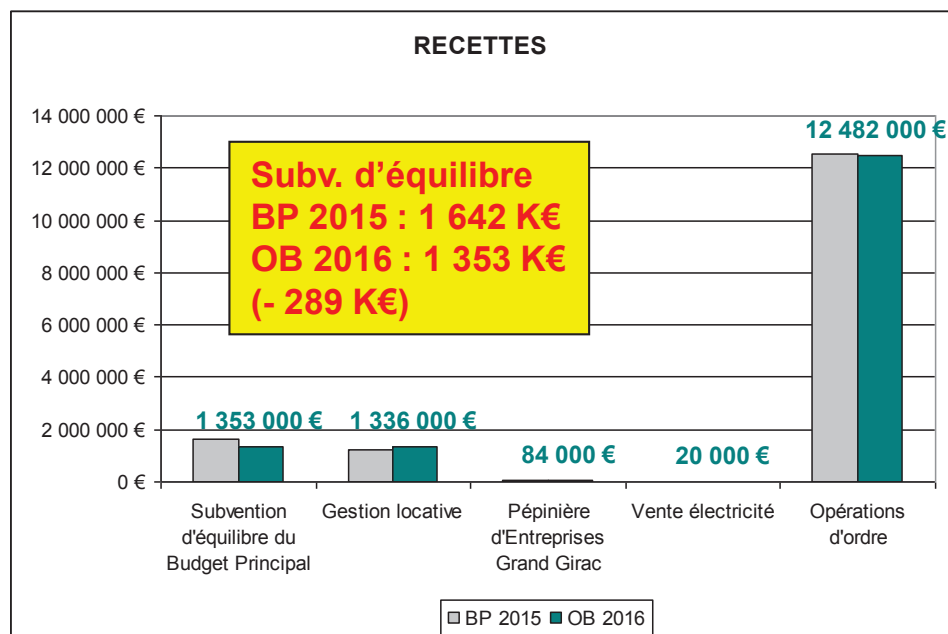 RECETTES
14 000 000 €
12 000 000 €
10 000 000 €
8 000 000 €
6 000 000 €
4 000 000 €
2 000 000 €
0 €
Subv. d’équilibre
BP 2015 : 1 642 K€
OB 2016 : 1 353 K€
(- 289 K€)
1 353 000 €
1 336 000 €
84 000 €
20 000 €
12 482 000 €
Subvention
d'équilibre du
Budget Principal
Gestion locative
Pépinière
d'Entreprises
Grand Girac
Vente électricité
Opérations
d'ordre
BP 2015
OB 2016